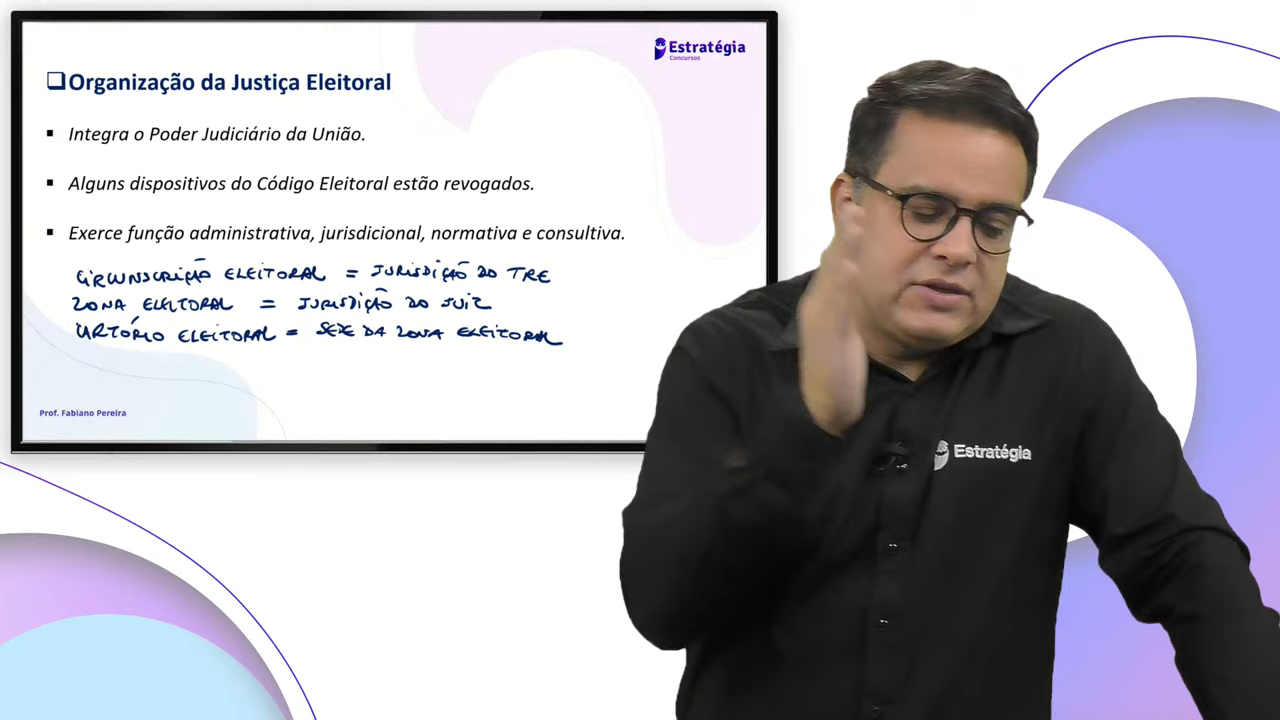 Estratégia
Concursos
Organização da Justiça Eleitoral
Integra o Poder Judiciário da União.
Alguns dispositivos do Código Eleitoral estão revogados.
Exerce função administrativa, jurisdicional, normativa e consultiva.
CIRCUNSCRIÇÃO ELEITORAL = JURISDIÇÃO DO TRE
ZONA ELEITORAL = JURISDIÇÃO DO JUIZ
CARTÓRIO ELEITORAL = SEDE DA ZONA ELEITORAL
Prof. Fabiano Pereira
Estratégia